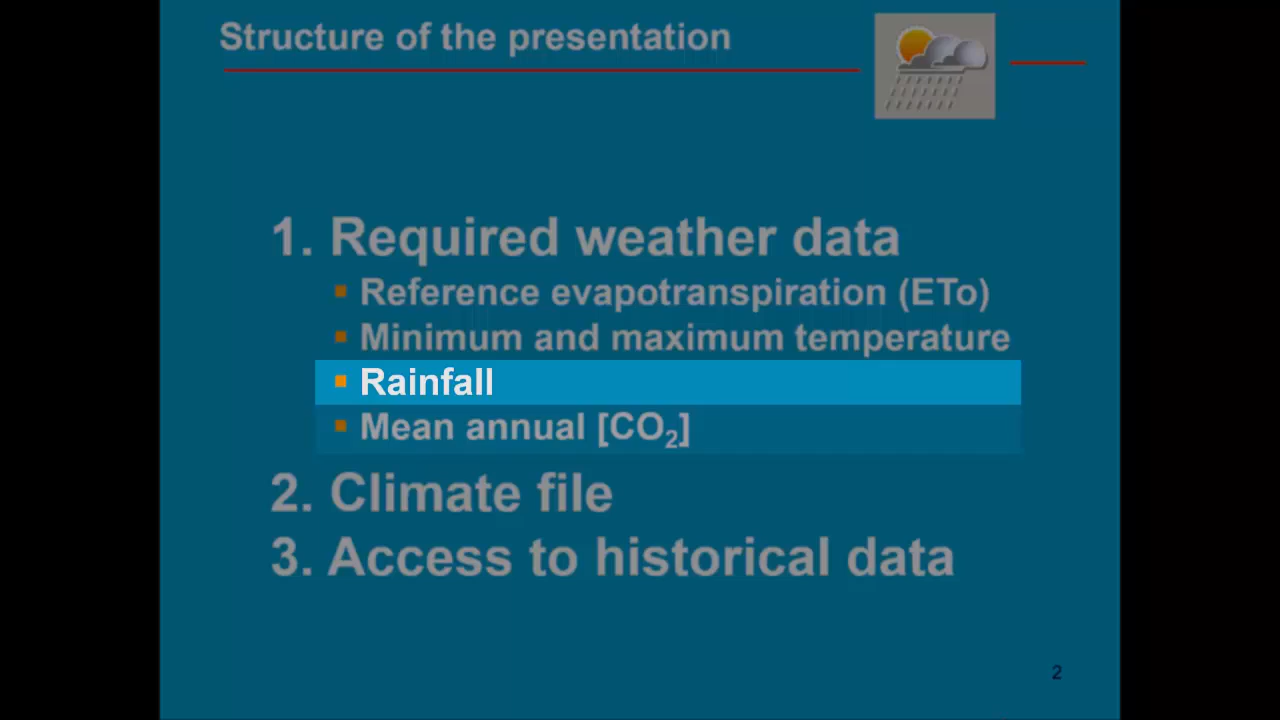 Structure of the presentation
1. Required weather data
▪ Reference evapotranspiration (ETo)
▪ Minimum and maximum temperature
▪ Rainfall
▪ Mean annual [CO₂]
2. Climate file
3. Access to historical data
2